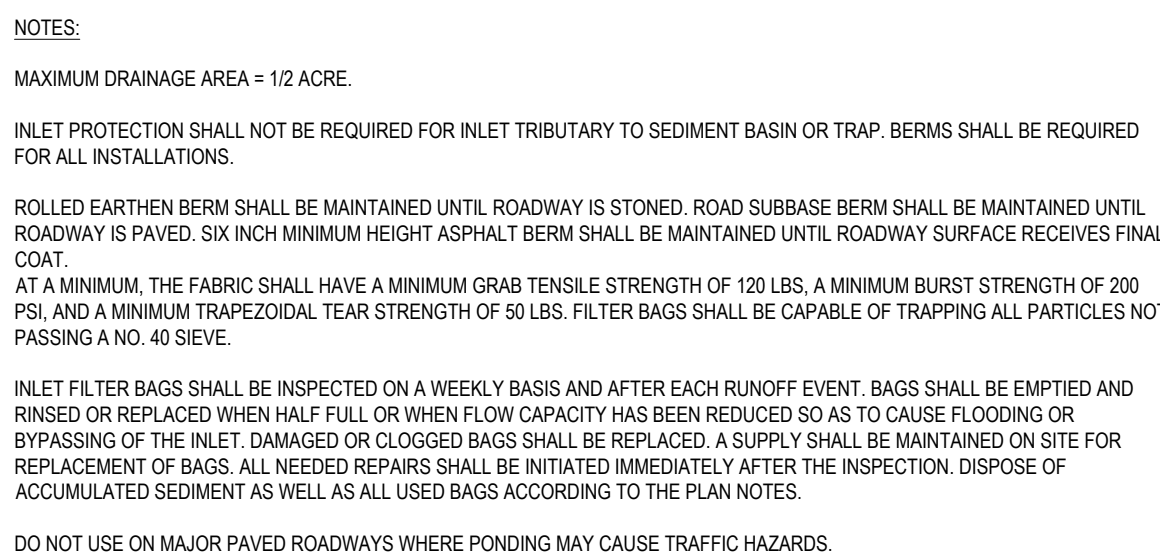 NOTES:
MAXIMUM DRAINAGE AREA = 1/2 ACRE.
INLET PROTECTION SHALL NOT BE REQUIRED FOR INLET TRIBUTARY TO SEDIMENT BASIN OR TRAP. BERMS SHALL BE REQUIRED
FOR ALL INSTALLATIONS.
ROLLED EARTHEN BERM SHALL BE MAINTAINED UNTIL ROADWAY IS STONED. ROAD SUBBASE BERM SHALL BE MAINTAINED UNTIL
ROADWAY IS PAVED. SIX INCH MINIMUM HEIGHT ASPHALT BERM SHALL BE MAINTAINED UNTIL ROADWAY SURFACE RECEIVES FINAL
COAT.
AT A MINIMUM, THE FABRIC SHALL HAVE A MINIMUM GRAB TENSILE STRENGTH OF 120 LBS, A MINIMUM BURST STRENGTH OF 200
PSI, AND A MINIMUM TRAPEZOIDAL TEAR STRENGTH OF 50 LBS. FILTER BAGS SHALL BE CAPABLE OF TRAPPING ALL PARTICLES NOT
PASSING A NO. 40 SIEVE.
INLET FILTER BAGS SHALL BE INSPECTED ON A WEEKLY BASIS AND AFTER EACH RUNOFF EVENT. BAGS SHALL BE EMPTIED AND
RINSED OR REPLACED WHEN HALF FULL OR WHEN FLOW CAPACITY HAS BEEN REDUCED SO AS TO CAUSE FLOODING OR
BYPASSING OF THE INLET. DAMAGED OR CLOGGED BAGS SHALL BE REPLACED. A SUPPLY SHALL BE MAINTAINED ON SITE FOR
REPLACEMENT OF BAGS. ALL NEEDED REPAIRS SHALL BE INITIATED IMMEDIATELY AFTER THE INSPECTION. DISPOSE OF
ACCUMULATED SEDIMENT AS WELL AS ALL USED BAGS ACCORDING TO THE PLAN NOTES.
DO NOT USE ON MAJOR PAVED ROADWAYS WHERE PONDING MAY CAUSE TRAFFIC HAZARDS.